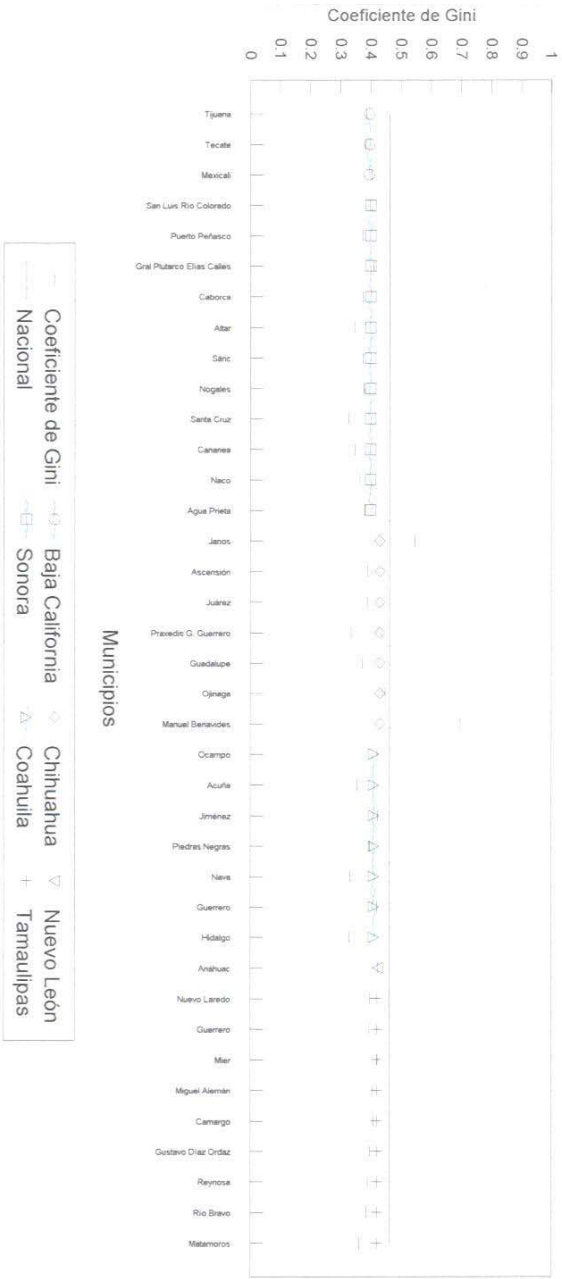 Coeficiente de Gini
0
0.1
0.2
0.3
0.4
0.5
0.6
0.7
0.8
0.9
1
Tijuana
Tecate
Mexicali
San Luis Río Colorado
Puerto Peñasco
Gral Plutarco Elías Calles
Caborca
Altar
Sáric
Nogales
Santa Cruz
Cananea
Naco
Agua Prieta
Janos
Ascensión
Juárez
Praxedis G. Guerrero
Guadalupe
Ojinaga
Manuel Benavides
Ocampo
Acuña
Jiménez
Piedras Negras
Nava
Guerrero
Hidalgo
Anáhuac
Nuevo Laredo
Guerrero
Mier
Miguel Alemán
Camargo
Gustavo Díaz Ordaz
Reynosa
Río Bravo
Matamoros
Municipios
Coeficiente de Gini Baja California Chihuahua Nuevo León
Nacional Sonora Coahuila Tamaulipas